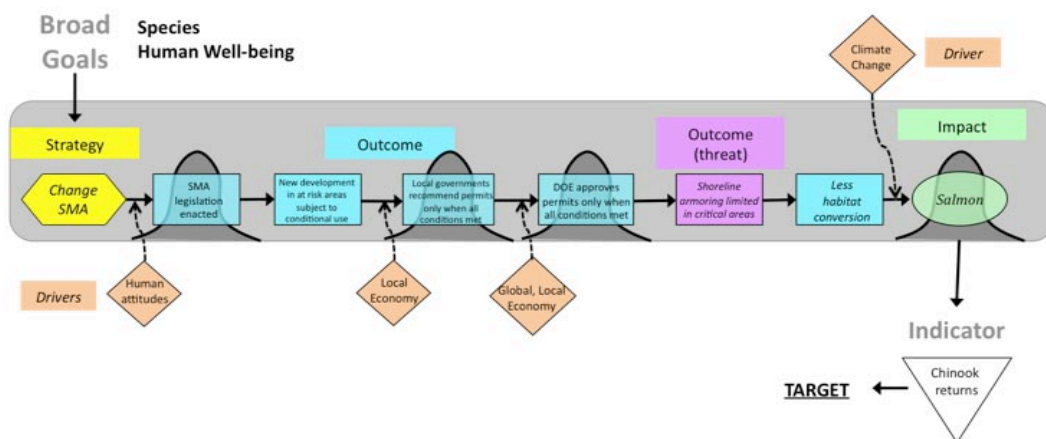 Broad
Goals
Species
Human Well-being
Climate
Change
Driver
Strategy
Outcome
Outcome
(threat)
Impact
Change
SMA
SMA
legislation
enacted
New development
in at risk areas
subject to
conditional use
Local governments
recommend permits
only when all
conditions met
DOE approves
permits only when
all conditions met
Shoreline
armoring limited
in critical areas
Less
habitat
conversion
Salmon
Drivers
Human
attitudes
Local
Economy
Global, Local
Economy
Indicator
Chinook
returns
TARGET